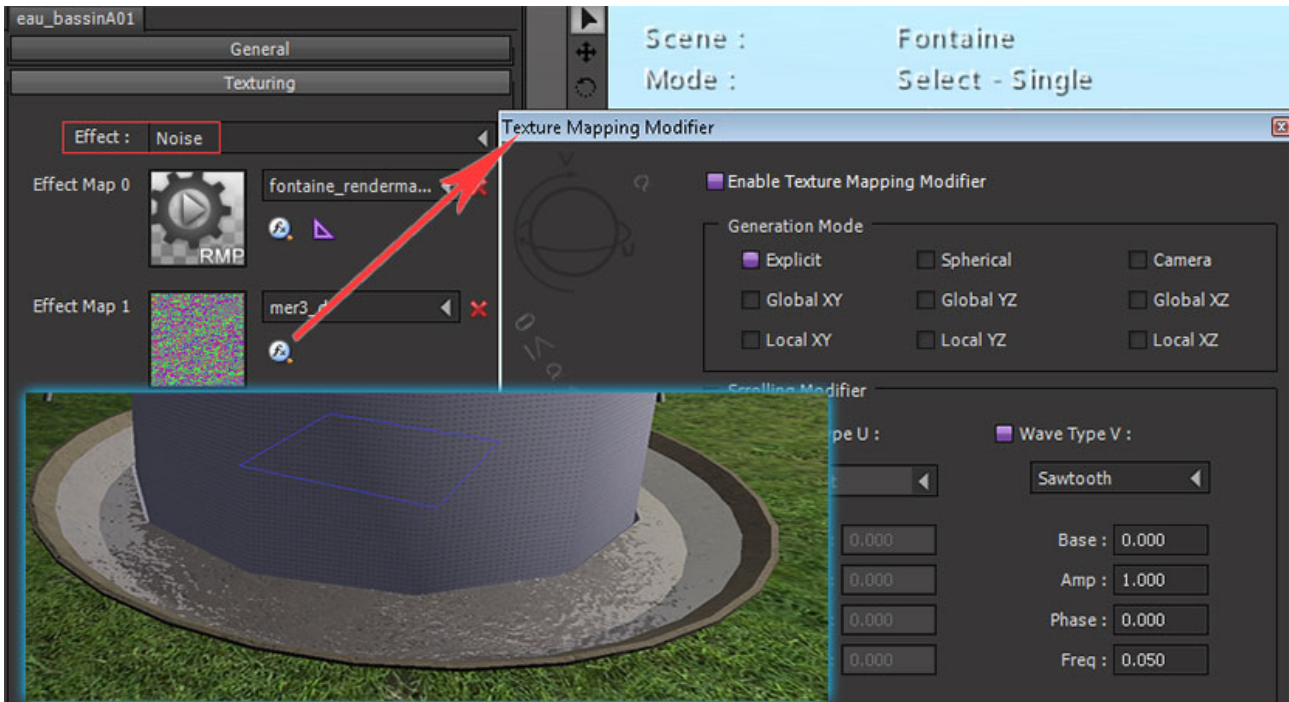 eau_bassinA01
General
Texturing
Effect : Noise
Effect Map 0
fontaine_renderma...
RMP
Effect Map 1
mer3_d
Scene : Fontaine
Mode : Select - Single
Texture Mapping Modifier
Enable Texture Mapping Modifier
Generation Mode
Explicit Spherical Camera
Global XY Global YZ Global XZ
Local XY Local YZ Local XZ
Scrolling Modifier
pe U : Wave Type V :
Sawtooth
0.000 Base : 0.000
0.000 Amp : 1.000
0.000 Phase : 0.000
0.000 Freq : 0.050